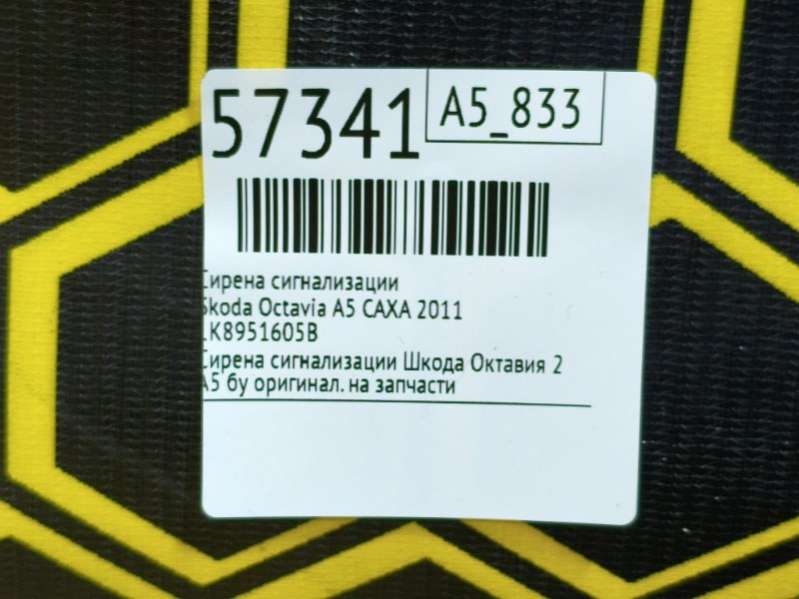 57341
A5_833
Сирена сигнализации
Skoda Octavia A5 CAXA 2011
1K8951605B
Сирена сигнализации Шкода Октавия 2
А5 бу оригинал. на запчасти